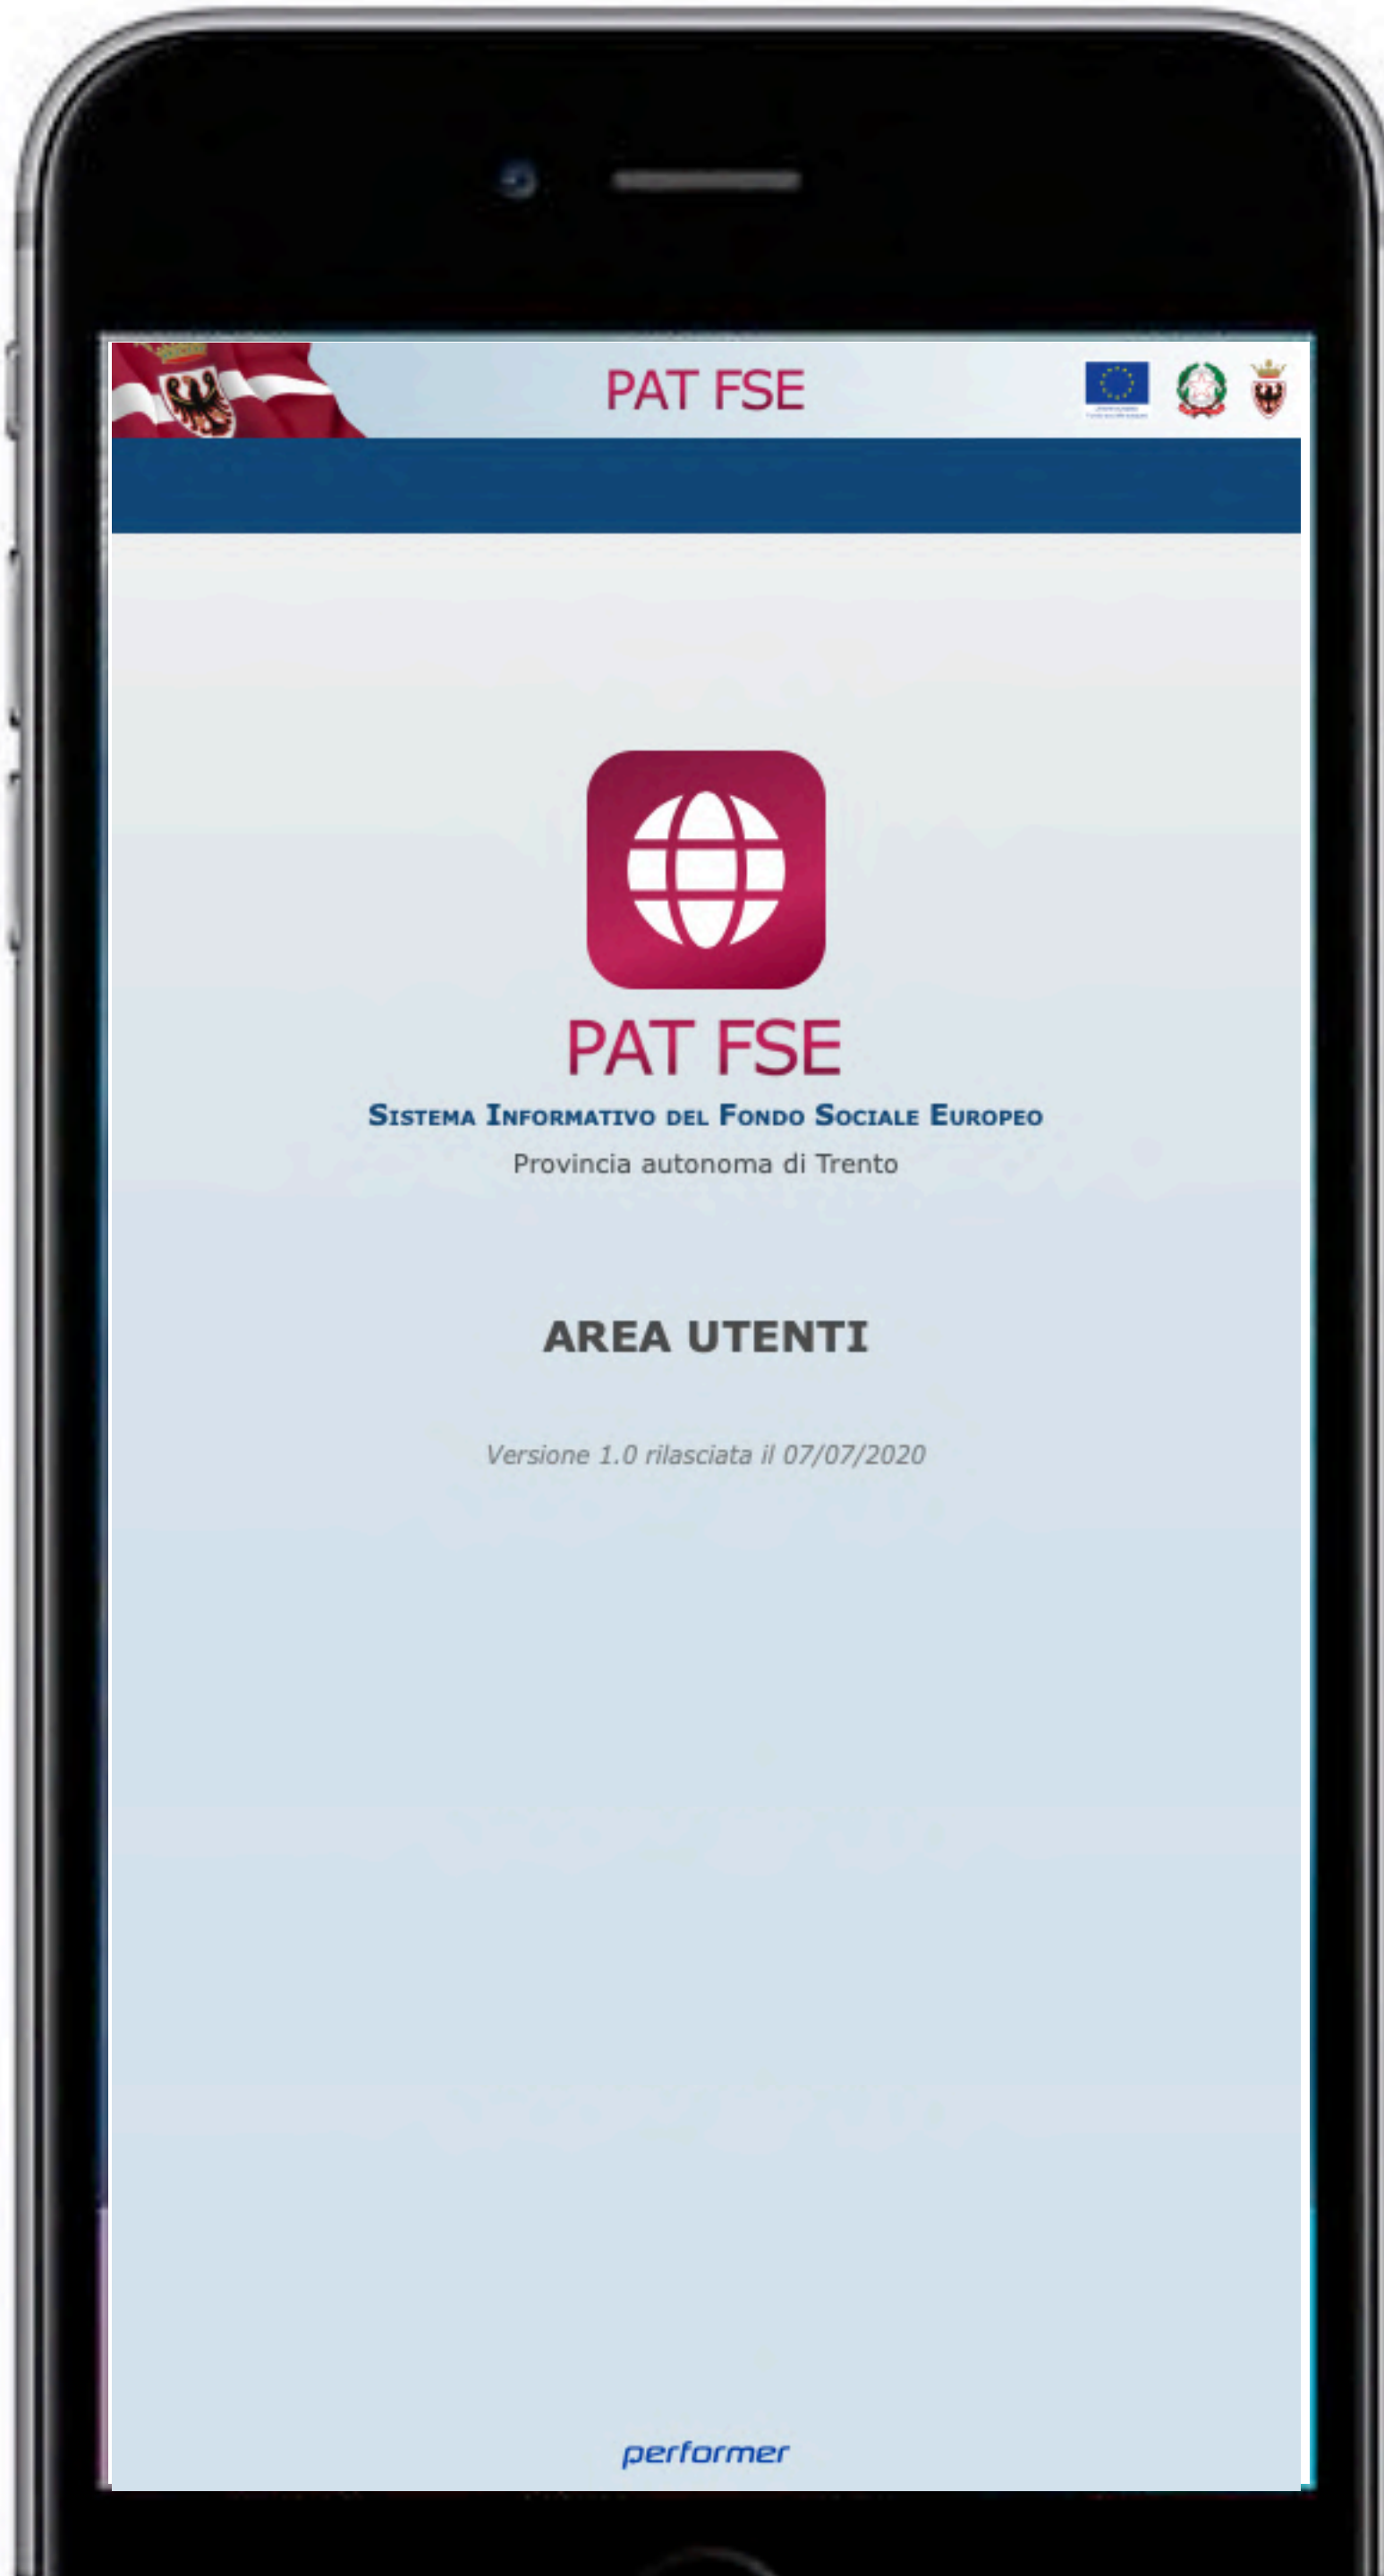 PAT FSE
PAT FSE
Sistema Informativo del Fondo Sociale Europeo
Provincia autonoma di Trento
AREA UTENTI
Versione 1.0 rilasciata il 07/07/2020
performer